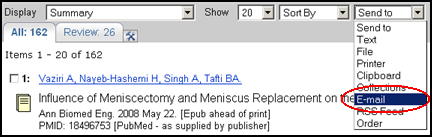 Display Summary Show 20 Sort By Send to
All: 162 Review: 26
Send to
Text
File
Printer
Clipboard
Collections
E-mail
RSS Feed
Order
Items 1 - 20 of 162
1: Vaziri A, Nayeb-Hashemi H, Singh A, Tafti BA.
Influence of Meniscectomy and Meniscus Replacement on the
Ann Biomed Eng. 2008 May 22. [Epub ahead of print]
PMID: 18496753 [PubMed - as supplied by publisher]